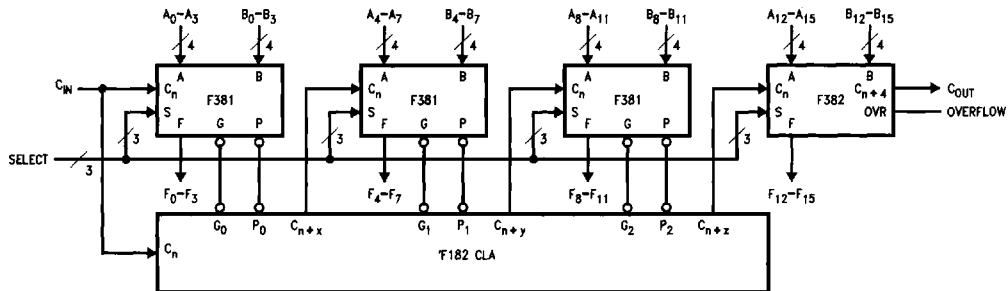 A0–A3 B0–B3 A4–A7 B4–B7 A8–A11 B8–B11 A12–A15 B12–B15
4 4 4 4 4 4 4 4
CIN
A B A B A B A B
Cn Cn Cn Cn Cn+4 COUT
F381 F381 F381 F382
S S S S OVR OVERFLOW
F G P F G P F G P F
3 3 3 3
SELECT 3
F0–F3 F4–F7 F8–F11 F12–F15
G0 P0 Cn+x G1 P1 Cn+y G2 P2 Cn+z
Cn
'F182 CLA